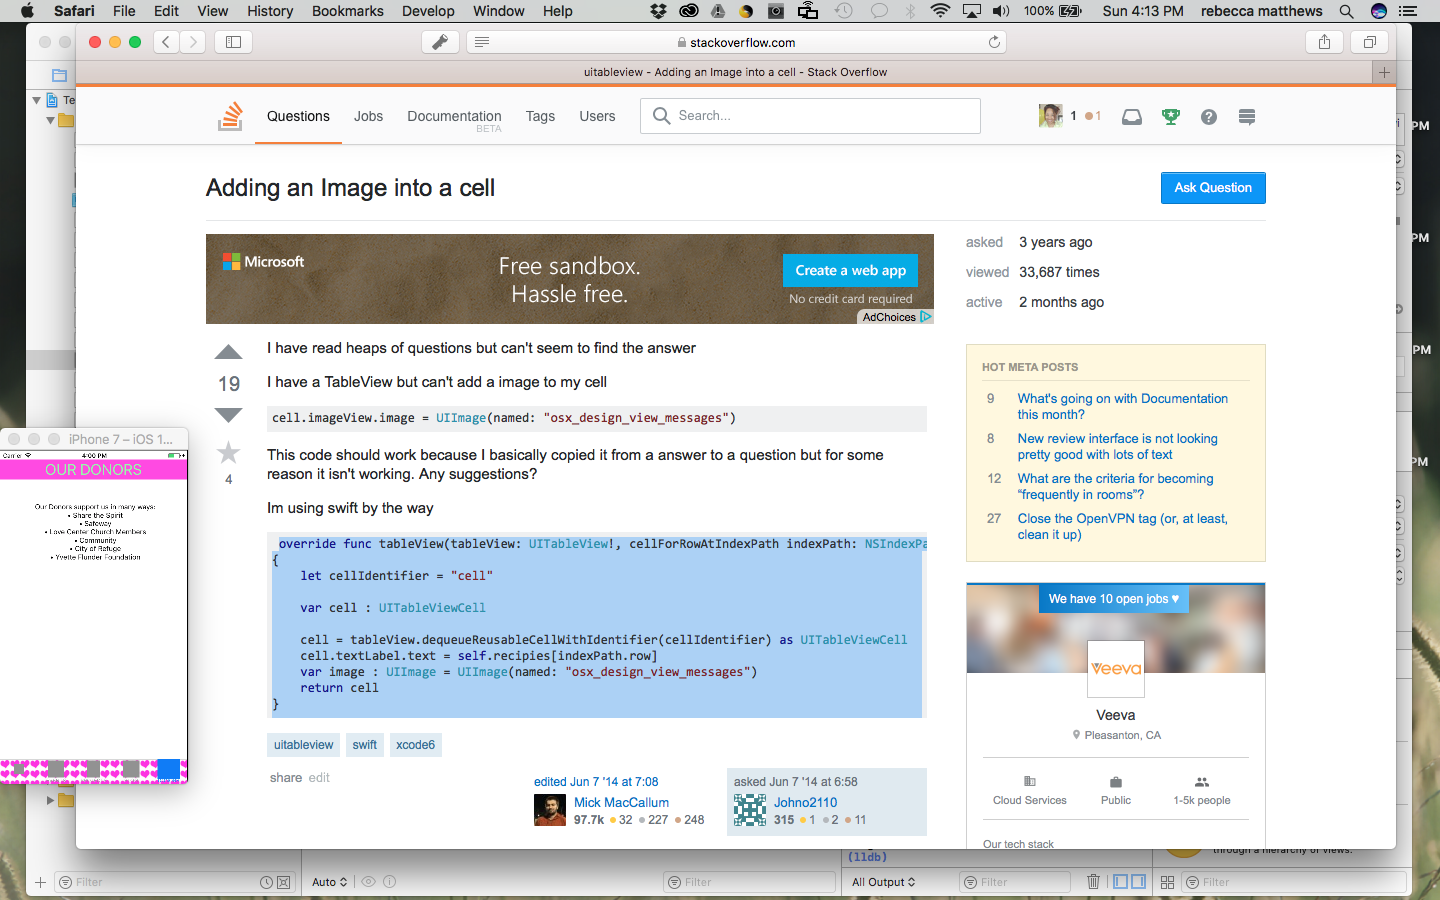 Safari File Edit View History Bookmarks Develop Window Help 100% Sun 4:13 PM rebecca matthews
stackoverflow.com
uitableview - Adding an Image into a cell - Stack Overflow
Te
Questions Jobs Documentation Tags Users Search... 1 1
BETA
PM
Adding an Image into a cell
Ask Question
Microsoft
Free sandbox.
Hassle free.
Create a web app
No credit card required
AdChoices
asked 3 years ago
viewed 33,687 times
active 2 months ago
PM
19
4
I have read heaps of questions but can't seem to find the answer
I have a TableView but can't add a image to my cell
cell.imageView.image = UIImage(named: "osx_design_view_messages")
This code should work because I basically copied it from a answer to a question but for some
reason it isn't working. Any suggestions?
Im using swift by the way
override func tableView(tableView: UITableView!, cellForRowAtIndexPath indexPath: NSIndexPa
{
let cellIdentifier = "cell"
var cell : UITableViewCell
cell = tableView.dequeueReusableCellWithIdentifier(cellIdentifier) as UITableViewCell
cell.textLabel.text = self.recipies[indexPath.row]
var image : UIImage = UIImage(named: "osx_design_view_messages")
return cell
}
uitableview swift xcode6
share edit
edited Jun 7 '14 at 7:08
Mick MacCallum
97.7k 32 227 248
asked Jun 7 '14 at 6:58
Johno2110
315 1 2 11
HOT META POSTS
9 What's going on with Documentation
this month?
8 New review interface is not looking
pretty good with lots of text
12 What are the criteria for becoming
“frequently in rooms”?
27 Close the OpenVPN tag (or, at least,
clean it up)
PM
PM
We have 10 open jobs ♥
Veeva
Veeva
Pleasanton, CA
Cloud Services Public 1-5k people
Our tech stack
iPhone 7 – iOS 1...
Carrier 4:00 PM
OUR DONORS
Our Donors support us in many ways:
• Share the Spirit
• Safeway
• Love Center Church Members
• Community
• City of Refuge
• Yvette Flunder Foundation
(lldb)
through a hierarchy of views.
Filter Auto Filter All Output Filter Filter